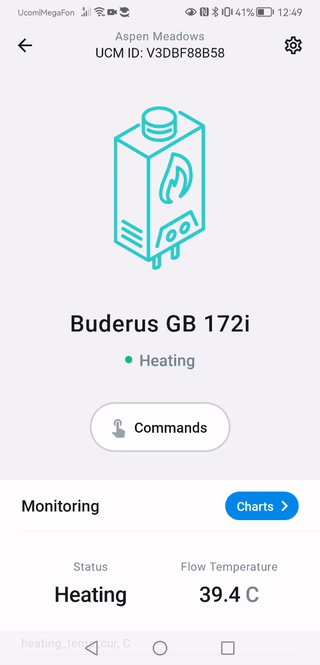 Ucom|MegaFon 41% 12:49
Aspen Meadows
UCM ID: V3DBF88B58
Buderus GB 172i
Heating
Commands
Monitoring Charts
Status Flow Temperature
Heating 39.4 C
heating_temp_cur, C